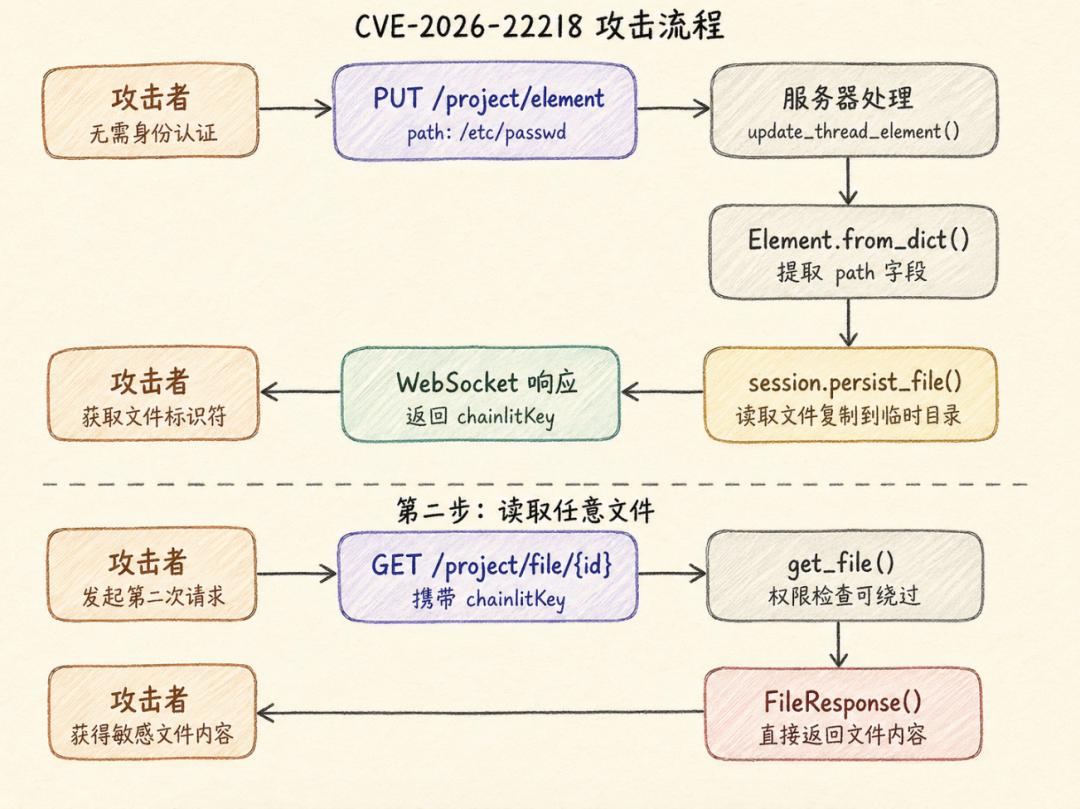 CVE-2026-22218 攻击流程
攻击者
无需身份认证
PUT /project/element
path: /etc/passwd
服务器处理
update_thread_element()
Element.from_dict()
提取 path 字段
session.persist_file()
读取文件复制到临时目录
WebSocket 响应
返回 chainlitKey
攻击者
获取文件标识符
第二步：读取任意文件
攻击者
发起第二次请求
GET /project/file/{id}
携带 chainlitKey
get_file()
权限检查可绕过
FileResponse()
直接返回文件内容
攻击者
获得敏感文件内容